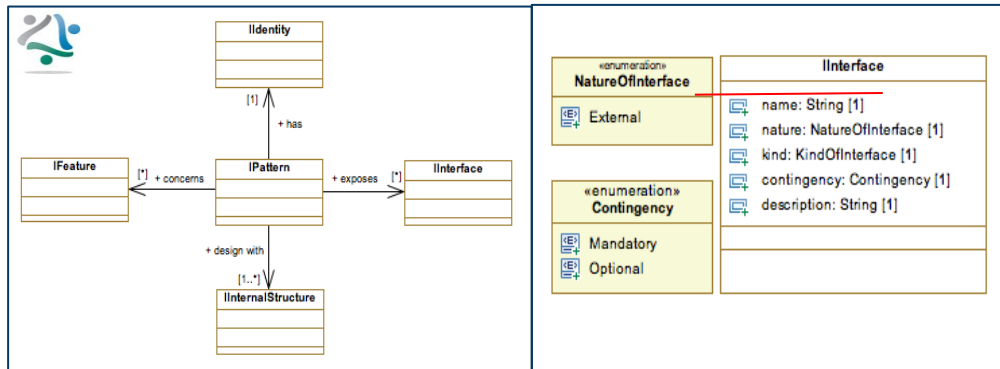 IIdentity
[1]
+ has
IFeature
[*]
+ concerns
IPattern
+ exposes
[*]
IInterface
+ design with
[1..*]
IInternalStructure
«enumeration»
NatureOfInterface
<E>
External
«enumeration»
Contingency
<E>
Mandatory
<E>
Optional
IInterface
name: String [1]
nature: NatureOfInterface [1]
kind: KindOfInterface [1]
contingency: Contingency [1]
description: String [1]